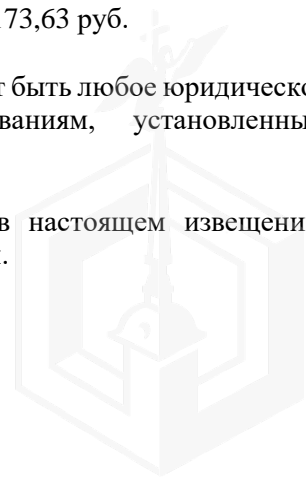 173,63 руб.
т быть любое юридическо
ваниям, установленны
в настоящем извещени